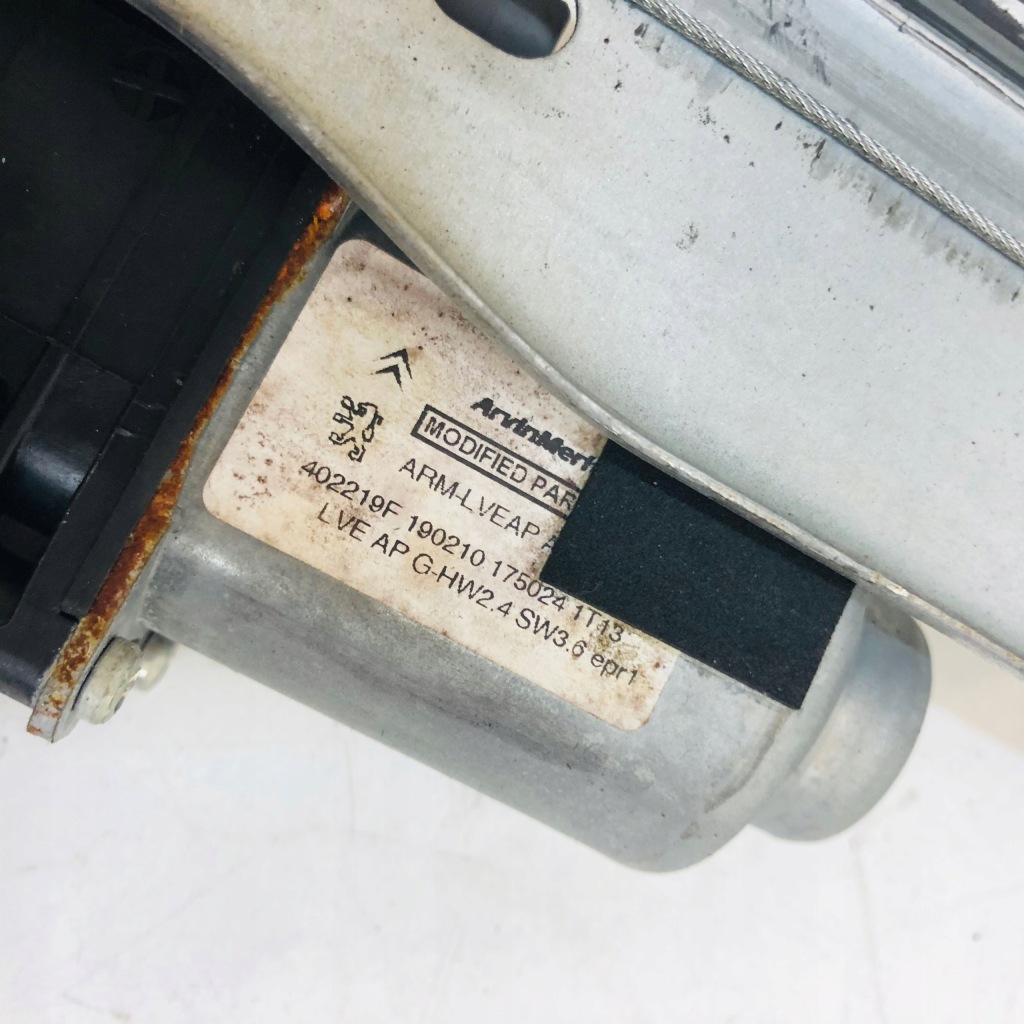 ArvinMeri
MODIFIED PAR
ARM-LVEAP
402219F 190210 175024 1T13
LVE AP G-HW2.4 SW3.6 epr1